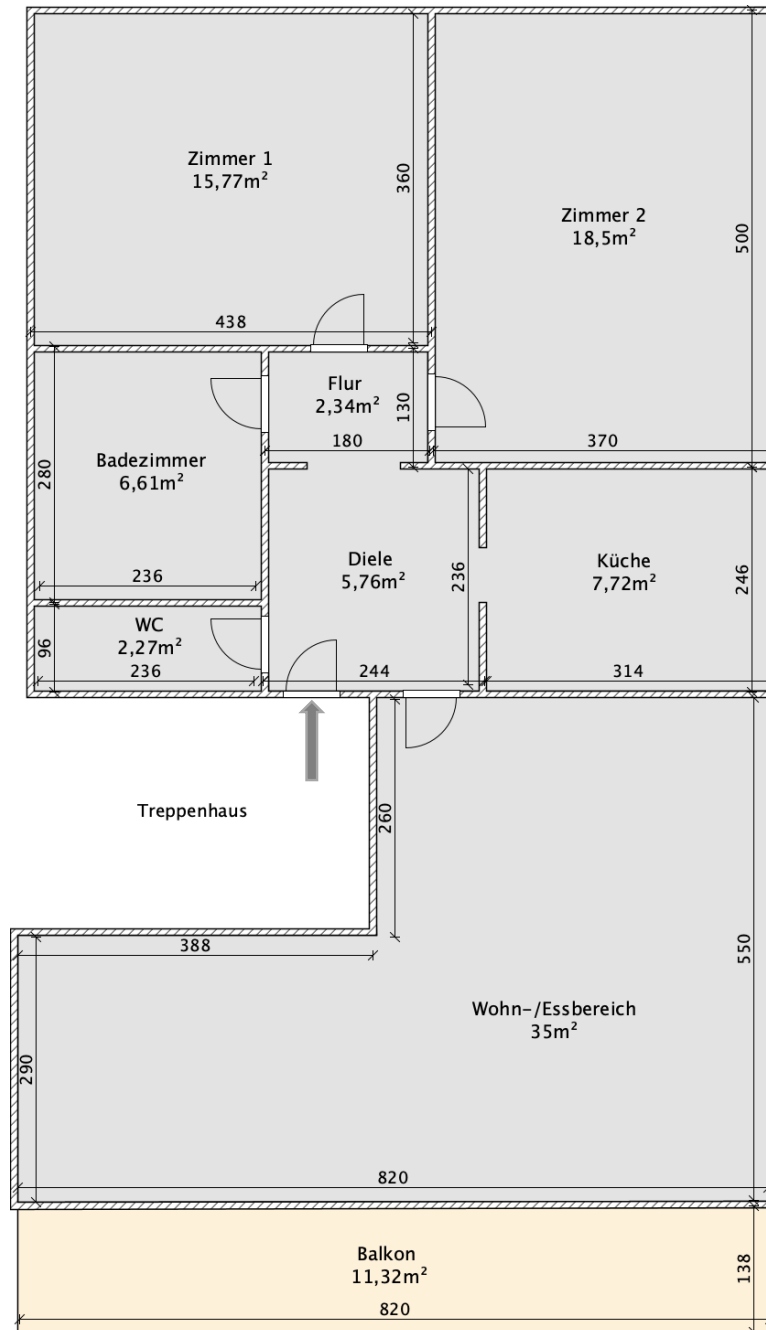 Zimmer 1
15,77m²
360
438
Zimmer 2
18,5m²
500
370
Flur
2,34m²
130
180
Badezimmer
6,61m²
280
236
WC
2,27m²
96
236
Diele
5,76m²
236
244
Küche
7,72m²
246
314
Treppenhaus
260
388
Wohn-/Essbereich
35m²
550
290
820
Balkon
11,32m²
138
820